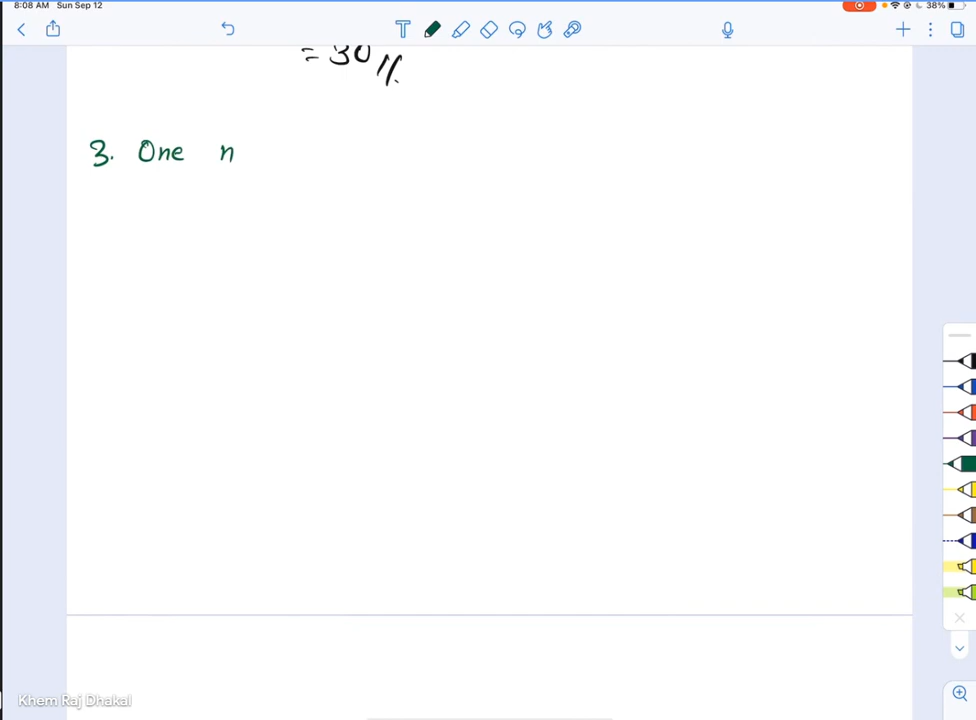 8:08 AM Sun Sep 12
38%
= 30 //.
3. One n
Khem Raj Dhakal